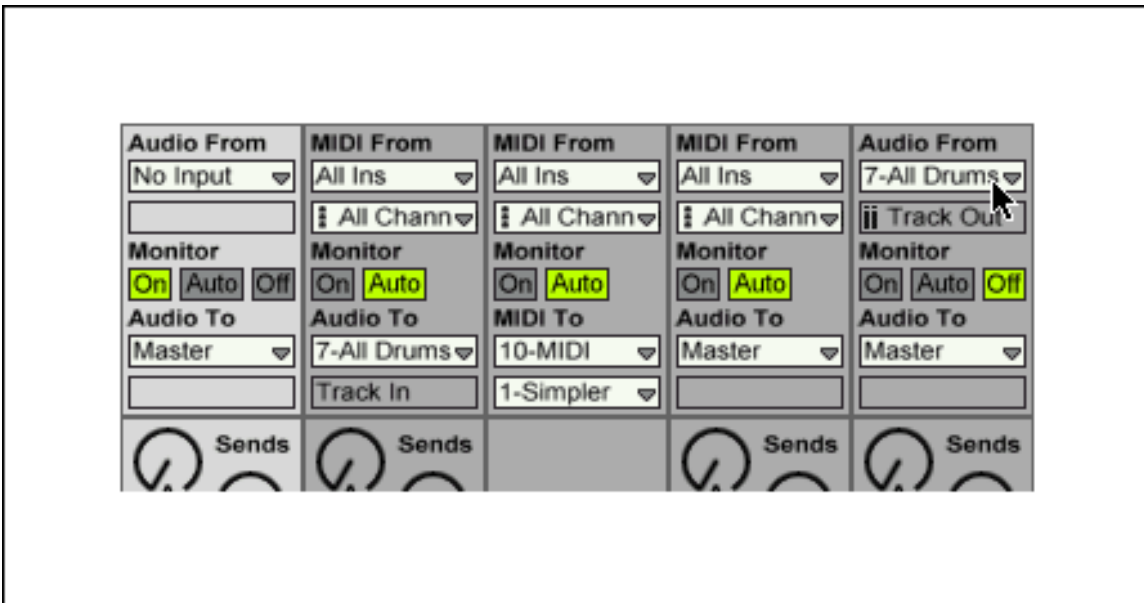 Audio From
No Input
Monitor
On Auto Off
Audio To
Master
Sends
MIDI From
All Ins
All Chann
Monitor
On Auto
Audio To
7-All Drums
Track In
Sends
MIDI From
All Ins
All Chann
Monitor
On Auto
MIDI To
10-MIDI
1-Simpler
MIDI From
All Ins
All Chann
Monitor
On Auto
Audio To
Master
Sends
Audio From
7-All Drums
Track Out
Monitor
On Auto Off
Audio To
Master
Sends